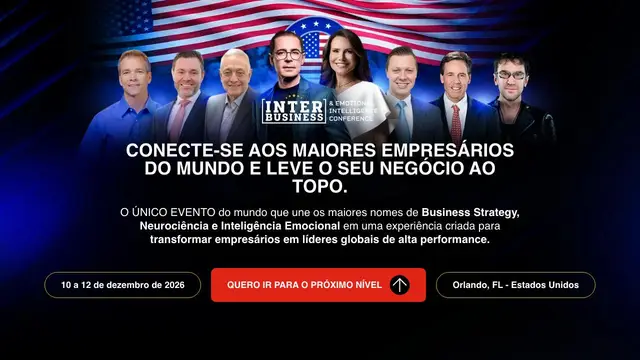 INTER
BUSINESS
& EMOTIONAL
INTELLIGENCE
CONFERENCE
CONECTE-SE AOS MAIORES EMPRESÁRIOS
DO MUNDO E LEVE O SEU NEGÓCIO AO
TOPO.
O ÚNICO EVENTO do mundo que une os maiores nomes de Business Strategy,
Neurociência e Inteligência Emocional em uma experiência criada para
transformar empresários em líderes globais de alta performance.
10 a 12 de dezembro de 2026
QUERO IR PARA O PRÓXIMO NÍVEL
Orlando, FL - Estados Unidos